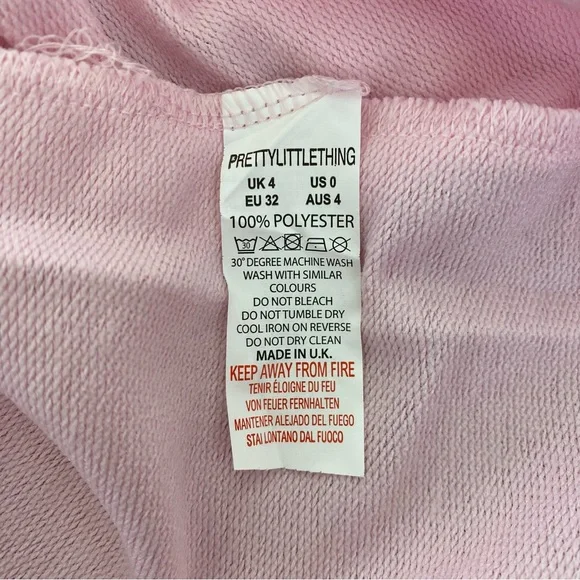 PRETTYLITTLETHING
UK 4 US 0
EU 32 AUS 4
100% POLYESTER
30
30° DEGREE MACHINE WASH
WASH WITH SIMILAR
COLOURS
DO NOT BLEACH
DO NOT TUMBLE DRY
COOL IRON ON REVERSE
DO NOT DRY CLEAN
MADE IN U.K.
KEEP AWAY FROM FIRE
TENIR ÉLOIGNE DU FEU
VON FEUER FERNHALTEN
MANTENER ALEJADO DEL FUEGO
STAI LONTANO DAL FUOCO